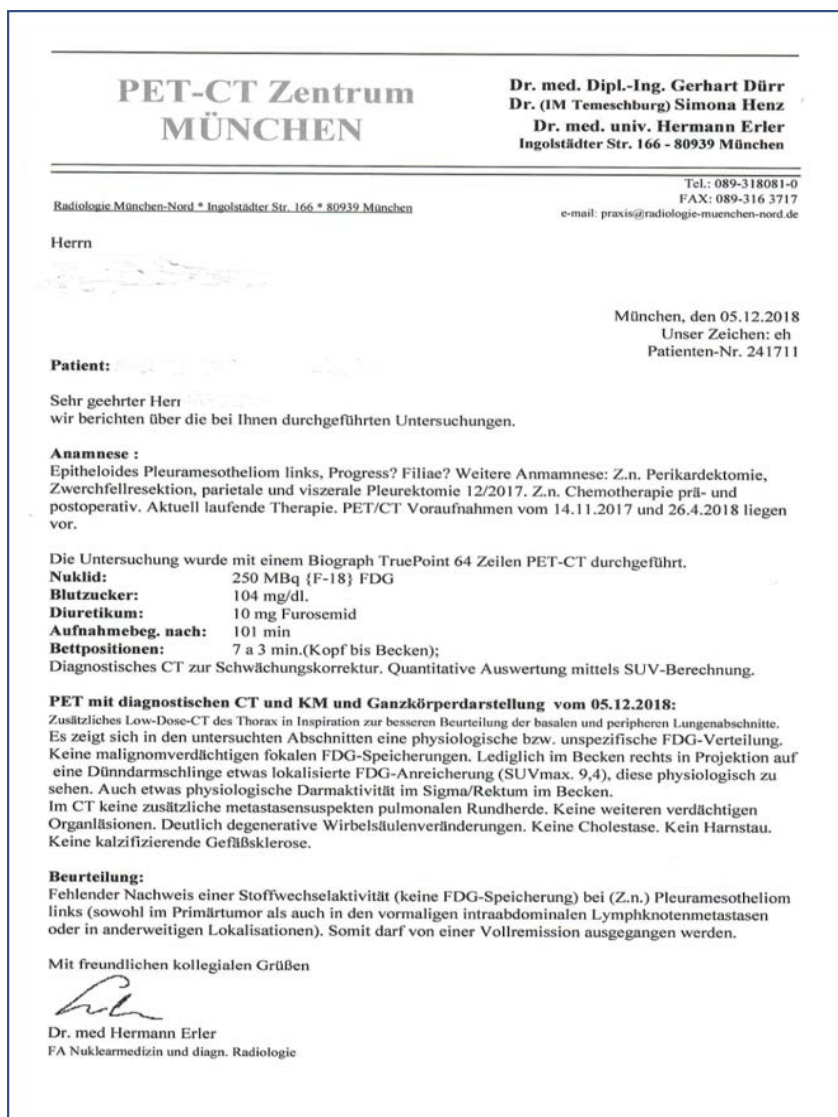 PET-CT Zentrum
MÜNCHEN
Dr. med. Dipl.-Ing. Gerhart Dürr
Dr. (IM Temeschburg) Simona Henz
Dr. med. univ. Hermann Erler
Ingolstädter Str. 166 - 80939 München
Tel.: 089-318081-0
FAX: 089-316 3717
e-mail: praxis@radiologie-muenchen-nord.de
Radiologie München-Nord * Ingolstädter Str. 166 * 80939 München
Herrn
München, den 05.12.2018
Unser Zeichen: eh
Patienten-Nr. 241711
Patient:
Sehr geehrter Herr
wir berichten über die bei Ihnen durchgeführten Untersuchungen.
Anamnese :
Epitheloides Pleuramesotheliom links, Progress? Filiae? Weitere Anmamnese: Z.n. Perikardektomie,
Zwerchfellresektion, parietale und viszerale Pleurektomie 12/2017. Z.n. Chemotherapie prä- und
postoperativ. Aktuell laufende Therapie. PET/CT Voraufnahmen vom 14.11.2017 und 26.4.2018 liegen
vor.
Die Untersuchung wurde mit einem Biograph TruePoint 64 Zeilen PET-CT durchgeführt.
Nuklid: 250 MBq {F-18} FDG
Blutzucker: 104 mg/dl.
Diuretikum: 10 mg Furosemid
Aufnahmebeg. nach: 101 min
Bettpositionen: 7 a 3 min.(Kopf bis Becken);
Diagnostisches CT zur Schwächungskorrektur. Quantitative Auswertung mittels SUV-Berechnung.
PET mit diagnostischen CT und KM und Ganzkörperdarstellung vom 05.12.2018:
Zusätzliches Low-Dose-CT des Thorax in Inspiration zur besseren Beurteilung der basalen und peripheren Lungenabschnitte.
Es zeigt sich in den untersuchten Abschnitten eine physiologische bzw. unspezifische FDG-Verteilung.
Keine malignomverdächtigen fokalen FDG-Speicherungen. Lediglich im Becken rechts in Projektion auf
eine Dünndarmschlinge etwas lokalisierte FDG-Anreicherung (SUVmax. 9,4), diese physiologisch zu
sehen. Auch etwas physiologische Darmaktivität im Sigma/Rektum im Becken.
Im CT keine zusätzliche metastasensuspekten pulmonalen Rundherde. Keine weiteren verdächtigen
Organläsionen. Deutlich degenerative Wirbelsäulenveränderungen. Keine Cholestase. Kein Harnstau.
Keine kalzifizierende Gefäßsklerose.
Beurteilung:
Fehlender Nachweis einer Stoffwechselaktivität (keine FDG-Speicherung) bei (Z.n.) Pleuramesotheliom
links (sowohl im Primärtumor als auch in den vormaligen intraabdominalen Lymphknotenmetastasen
oder in anderweitigen Lokalisationen). Somit darf von einer Vollremission ausgegangen werden.
Mit freundlichen kollegialen Grüßen
Dr. med Hermann Erler
FA Nuklearmedizin und diagn. Radiologie